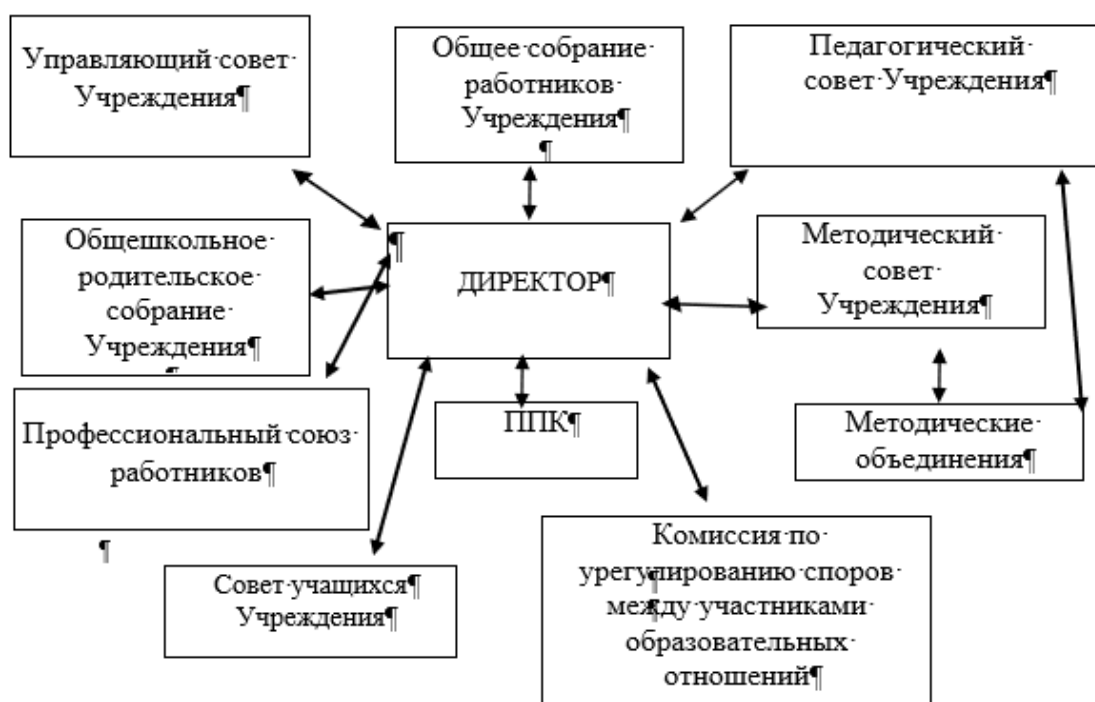 Управляющий совет
Учреждения
Общее собрание
работников
Учреждения
Педагогический
совет Учреждения
Общешкольное
родительское
собрание
Учреждения
ДИРЕКТОР
Методический
совет
Учреждения
Профессиональный союз
работников
ППК
Методические
объединения
Совет учащихся
Учреждения
Комиссия по
урегулированию споров
между участниками
образовательных
отношений